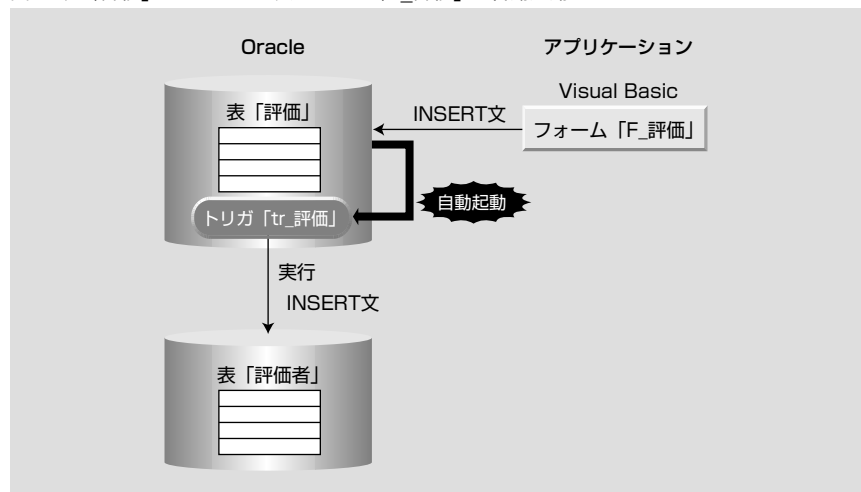 Oracle
アプリケーション
Visual Basic
表「評価」
INSERT文
フォーム「F_評価」
自動起動
トリガ「tr_評価」
実行
INSERT文
表「評価者」